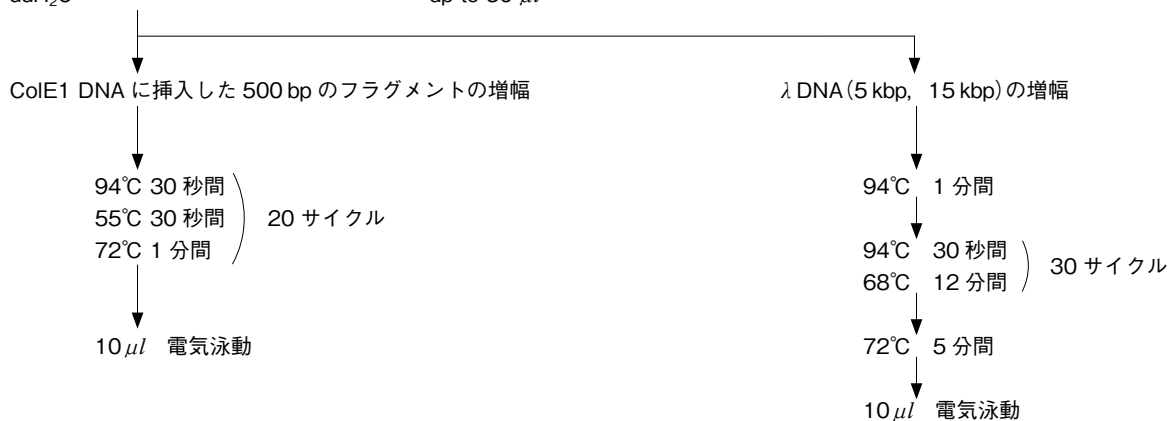 ColE1 DNA に挿入した 500 bp のフラグメントの増幅
94℃ 30 秒間
55℃ 30 秒間
72℃ 1 分間
20 サイクル
10 μl 電気泳動
λ DNA(5 kbp, 15 kbp)の増幅
94℃ 1 分間
94℃ 30 秒間
68℃ 12 分間
30 サイクル
72℃ 5 分間
10 μl 電気泳動